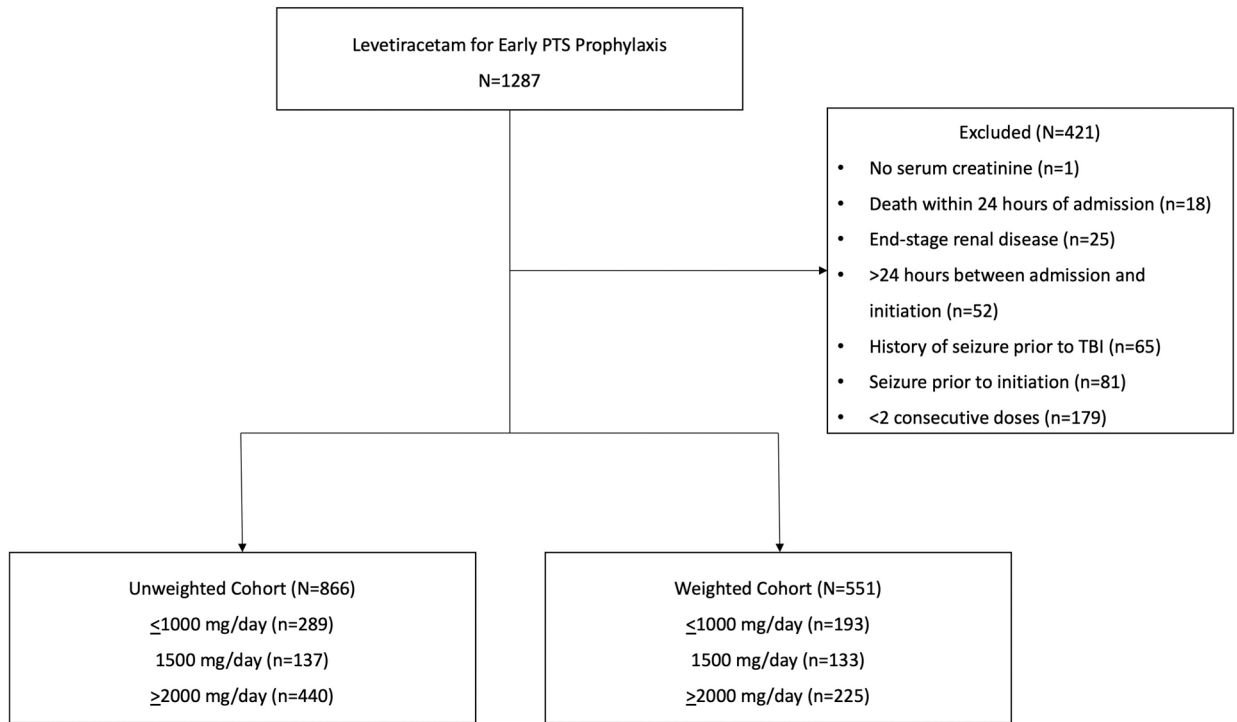 Levetiracetam for Early PTS Prophylaxis
N=1287
Excluded (N=421)
• No serum creatinine (n=1)
• Death within 24 hours of admission (n=18)
• End-stage renal disease (n=25)
• >24 hours between admission and
initiation (n=52)
• History of seizure prior to TBI (n=65)
• Seizure prior to initiation (n=81)
• <2 consecutive doses (n=179)
Unweighted Cohort (N=866)
≤1000 mg/day (n=289)
1500 mg/day (n=137)
≥2000 mg/day (n=440)
Weighted Cohort (N=551)
≤1000 mg/day (n=193)
1500 mg/day (n=133)
≥2000 mg/day (n=225)